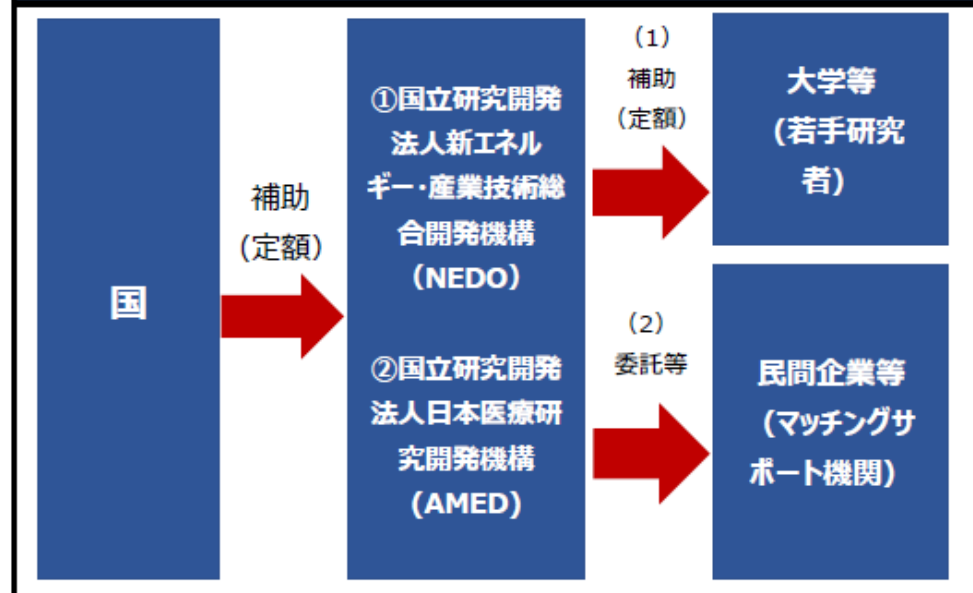 国
補助
(定額)
①国立研究開発
法人新エネル
ギー・産業技術総
合開発機構
(NEDO)
②国立研究開発
法人日本医療研
究開発機構
(AMED)
(1)
補助
(定額)
大学等
(若手研究
者)
(2)
委託等
民間企業等
(マッチングサ
ポート機関)